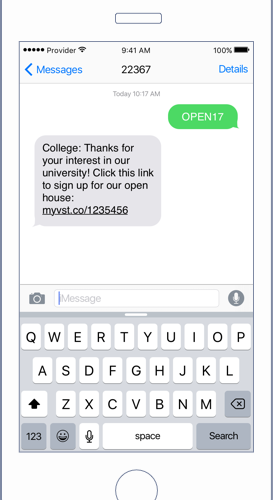 Provider 9:41 AM 100%
Messages 22367 Details
Today 10:17 AM
OPEN17
College: Thanks for
your interest in our
university! Click this link
to sign up for our open
house:
myvst.co/1235456
iMessage
Q W E R T Y U I O P
A S D F G H J K L
Z X C V B N M
123 space Search